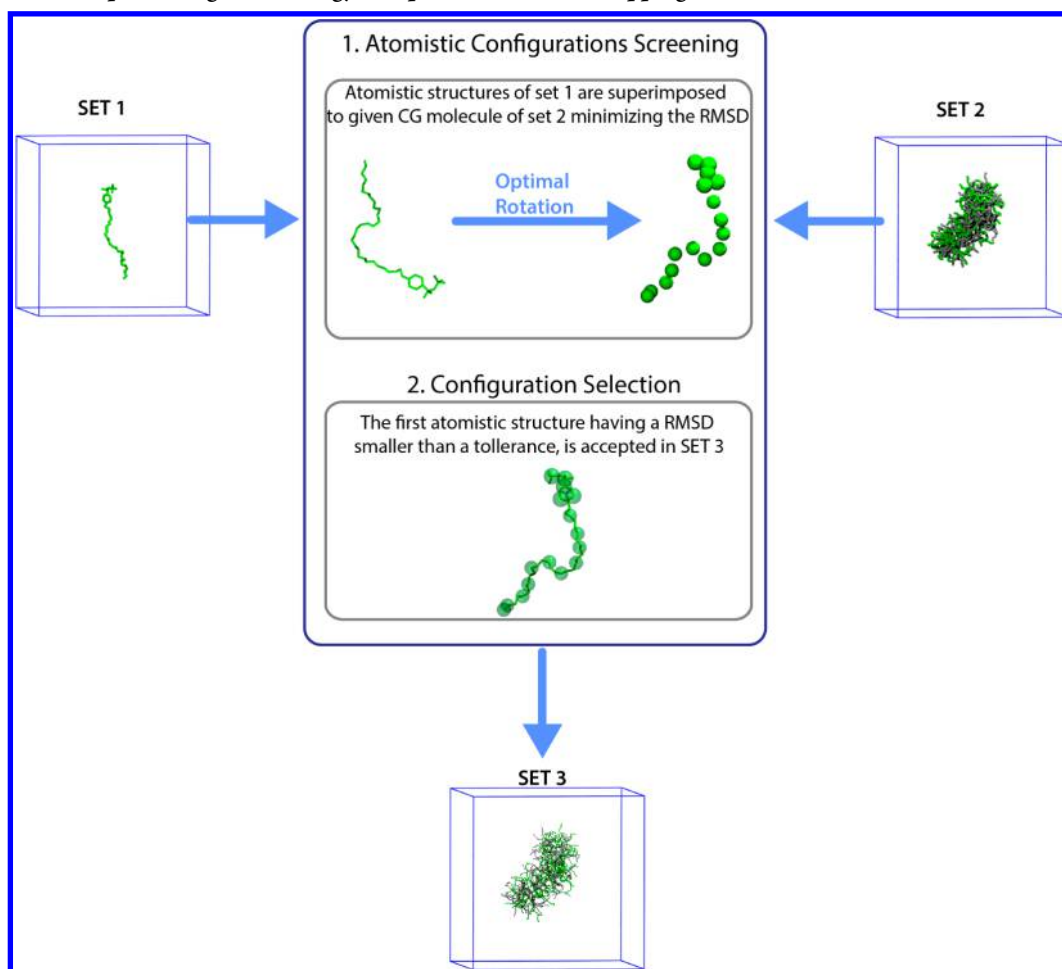 1. Atomistic Configurations Screening
Atomistic structures of set 1 are superimposed
to given CG molecule of set 2 minimizing the RMSD
SET 1
SET 2
Optimal
Rotation
2. Configuration Selection
The first atomistic structure having a RMSD
smaller than a tollerance, is accepted in SET 3
SET 3